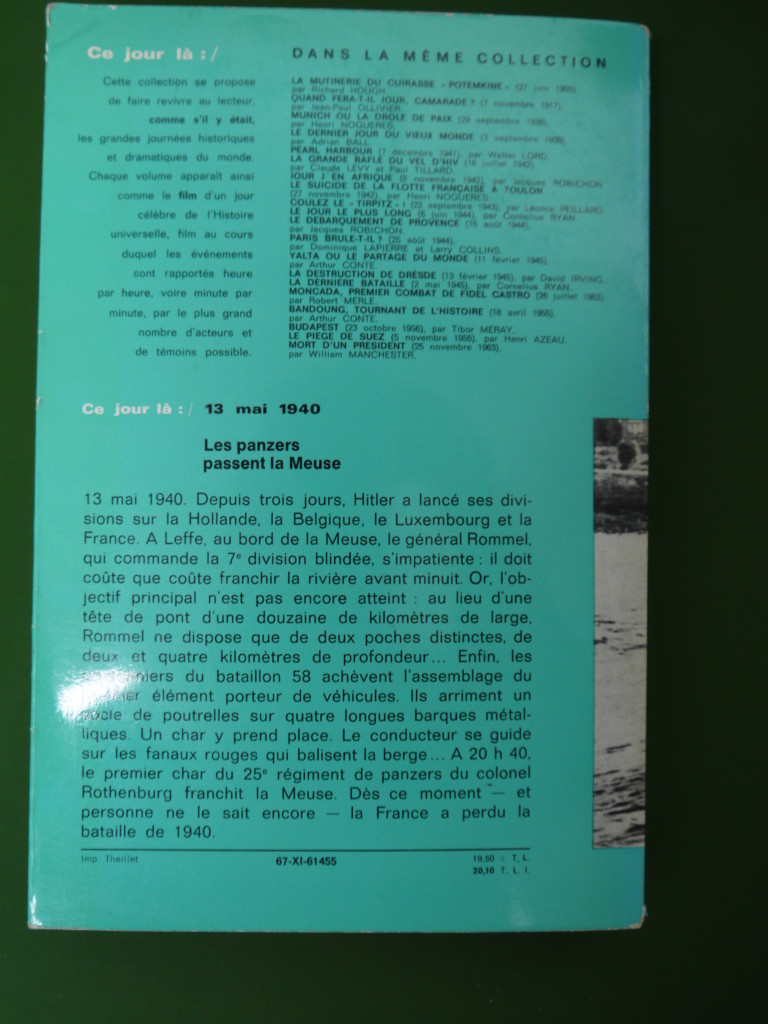 Ce jour là :/
Cette collection se propose
de faire revivre au lecteur,
comme s'il y était,
les grandes journées historiques
et dramatiques du monde.
Chaque volume apparaît ainsi
comme le film d'un jour
célèbre de l'Histoire
universelle, film au cours
duquel les événements
sont rapportés heure
par heure, voire minute par
minute, par le plus grand
nombre d'acteurs et
de témoins possible.
DANS LA MÊME COLLECTION
LA MUTINERIE DU CUIRASSE « POTEMKINE » (27 juin 1905)
par Richard HOUGH.
QUAND FERA-T-IL JOUR, CAMARADE ? (7 novembre 1917),
par Jean-Paul OLLIVIER.
MUNICH OU LA DROLE DE PAIX (29 septembre 1938),
par Henri NOGUERES.
LE DERNIER JOUR DU VIEUX MONDE (3 septembre 1939)
par Adrian BALL.
PEARL HARBOUR (7 décembre 1941), par Walter LORD.
LA GRANDE RAFLE DU VEL D'HIV (16 juillet 1942),
par Claude LEVY et Paul TILLARD.
JOUR J EN AFRIQUE (8 novembre 1942), par Jacques ROBICHON.
LE SUICIDE DE LA FLOTTE FRANÇAISE A TOULON
(27 novembre 1942), par Henri NOGUERES.
COULEZ LE « TIRPITZ » ! (22 septembre 1943), par Léonce PEILLARD.
LE JOUR LE PLUS LONG (6 juin 1944), par Cornelius RYAN.
LE DEBARQUEMENT DE PROVENCE (15 août 1944),
par Jacques ROBICHON.
PARIS BRULE-T-IL ? (25 août 1944),
par Dominique LAPIERRE et Larry COLLINS.
YALTA OU LE PARTAGE DU MONDE (11 février 1945),
par Arthur CONTE.
LA DESTRUCTION DE DRESDE (13 février 1945), par David IRVING.
LA DERNIERE BATAILLE (2 mai 1945), par Cornelius RYAN.
MONCADA, PREMIER COMBAT DE FIDEL CASTRO (26 juillet 1953),
par Robert MERLE.
BANDOUNG, TOURNANT DE L'HISTOIRE (18 avril 1955),
par Arthur CONTE.
BUDAPEST (23 octobre 1956), par Tibor MERAY.
LE PIEGE DE SUEZ (5 novembre 1956), par Henri AZEAU.
MORT D'UN PRESIDENT (25 novembre 1963),
par William MANCHESTER.
Ce jour là :/ 13 mai 1940
Les panzers
passent la Meuse
13 mai 1940. Depuis trois jours, Hitler a lancé ses divi-
sions sur la Hollande, la Belgique, le Luxembourg et la
France. A Leffe, au bord de la Meuse, le général Rommel,
qui commande la 7e division blindée, s'impatiente : il doit
coûte que coûte franchir la rivière avant minuit. Or, l'ob-
jectif principal n'est pas encore atteint : au lieu d'une
tête de pont d'une douzaine de kilomètres de large,
Rommel ne dispose que de deux poches distinctes, de
deux et quatre kilomètres de profondeur... Enfin, les
du bataillon 58 achèvent l'assemblage du
premier élément porteur de véhicules. Ils arriment un
socle de poutrelles sur quatre longues barques métal-
liques. Un char y prend place. Le conducteur se guide
sur les fanaux rouges qui balisent la berge... A 20 h 40,
le premier char du 25e régiment de panzers du colonel
Rothenburg franchit la Meuse. Dès ce moment — et
personne ne le sait encore — la France a perdu la
bataille de 1940.
Imp. Theillet
67-XI-61455
19,50 + T. L.
20,10 T. L. I.